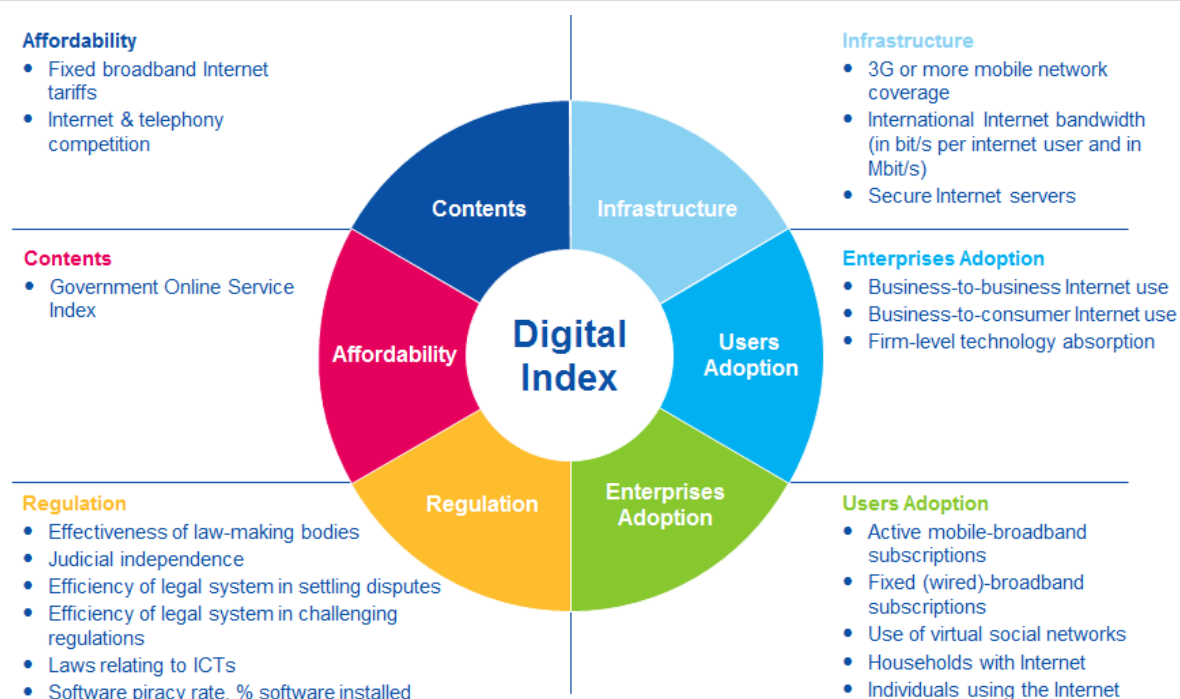 Affordability
• Fixed broadband Internet
tariffs
• Internet & telephony
competition
Infrastructure
• 3G or more mobile network
coverage
• International Internet bandwidth
(in bit/s per internet user and in
Mbit/s)
• Secure Internet servers
Contents
Infrastructure
Contents
• Government Online Service
Index
Enterprises Adoption
• Business-to-business Internet use
• Business-to-consumer Internet use
• Firm-level technology absorption
Affordability
Digital
Index
Users
Adoption
Regulation
Enterprises
Adoption
Regulation
• Effectiveness of law-making bodies
• Judicial independence
• Efficiency of legal system in settling disputes
• Efficiency of legal system in challenging
regulations
• Laws relating to ICTs
• Software piracy rate, % software installed
Users Adoption
• Active mobile-broadband
subscriptions
• Fixed (wired)-broadband
subscriptions
• Use of virtual social networks
• Households with Internet
• Individuals using the Internet